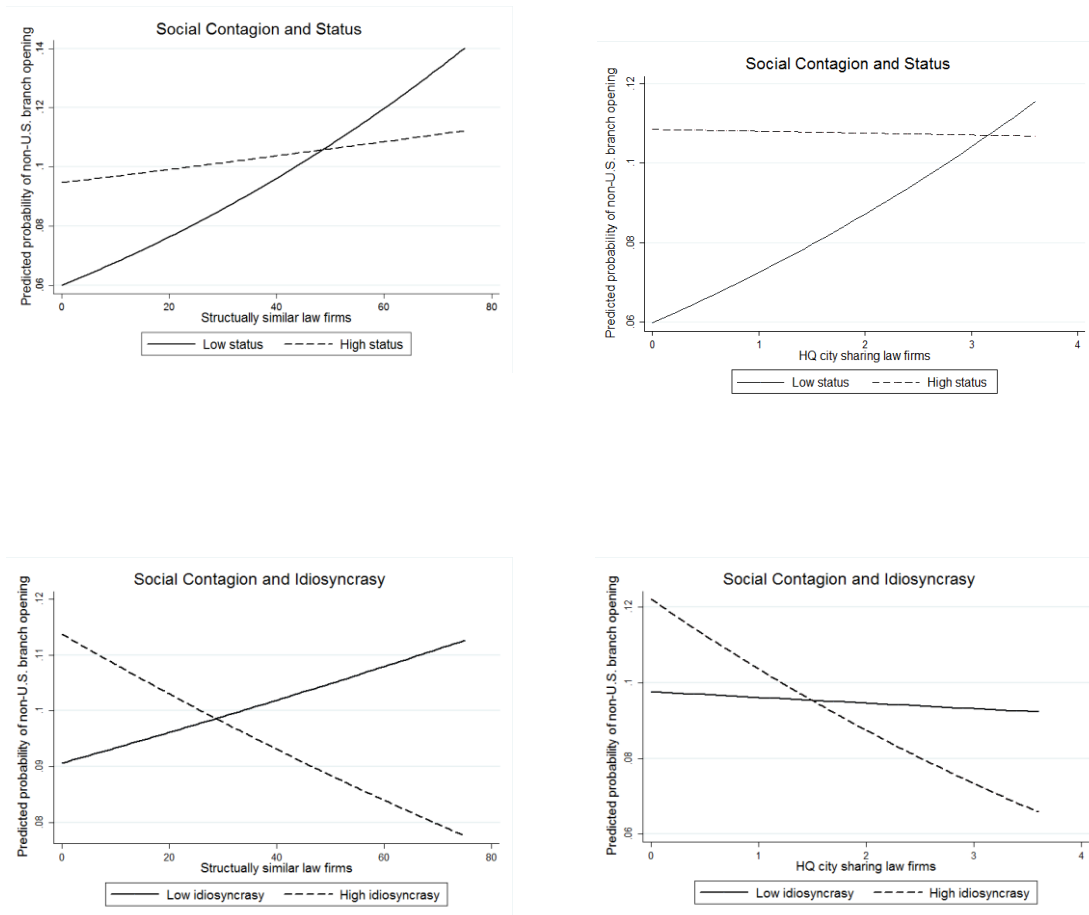 Social Contagion and Status
Predicted probability of non-U.S. branch opening
.14
.12
.1
.08
.06
0 20 40 60 80
Structually similar law firms
Low status High status
Social Contagion and Status
Predicted probability of non-U.S. branch opening
.12
.1
.08
.06
0 1 2 3 4
HQ city sharing law firms
Low status High status
Social Contagion and Idiosyncrasy
Predicted probability of non-U.S. branch opening
.12
.11
.1
.09
.08
0 20 40 60 80
Structually similar law firms
Low idiosyncrasy High idiosyncrasy
Social Contagion and Idiosyncrasy
Predicted probability of non-U.S. branch opening
.12
.1
.08
.06
0 1 2 3 4
HQ city sharing law firms
Low idiosyncrasy High idiosyncrasy